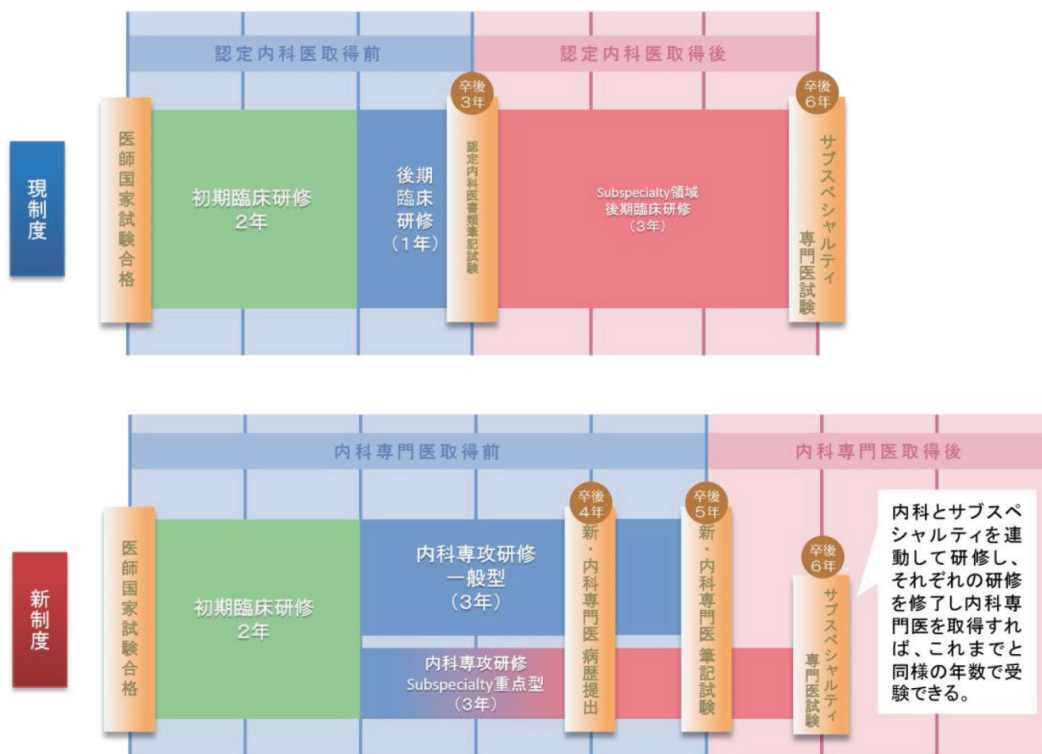 認定内科医取得前
認定内科医取得後
卒後
3年
卒後
6年
現制度
医師国家試験合格
初期臨床研修
2年
後期
臨床
研修
（1年）
認定内科医書類筆記試験
Subspecialty領域
後期臨床研修
（3年）
サブスペシャルティ
専門医試験
内科専門医取得前
内科専門医取得後
卒後
4年
卒後
5年
卒後
6年
新制度
医師国家試験合格
初期臨床研修
2年
内科専攻研修
一般型
（3年）
内科専攻研修
Subspecialty重点型
（3年）
新・内科専門医 病歴提出
新・内科専門医 筆記試験
サブスペシャルティ
専門医試験
内科とサブスペ
シャルティを連
動して研修し、
それぞれの研修
を修了し内科専
門医を取得すれ
ば、これまでと
同様の年数で受
験できる。